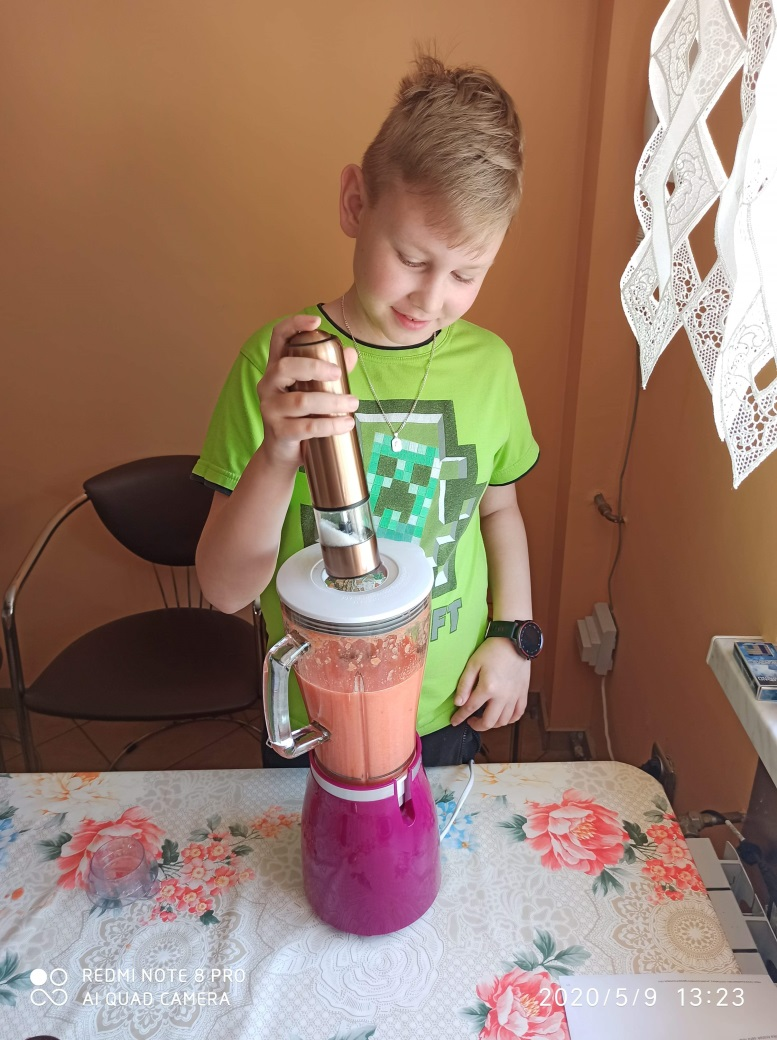 FT
REDMI NOTE 8 PRO
AI QUAD CAMERA
2020/5/9 13:23